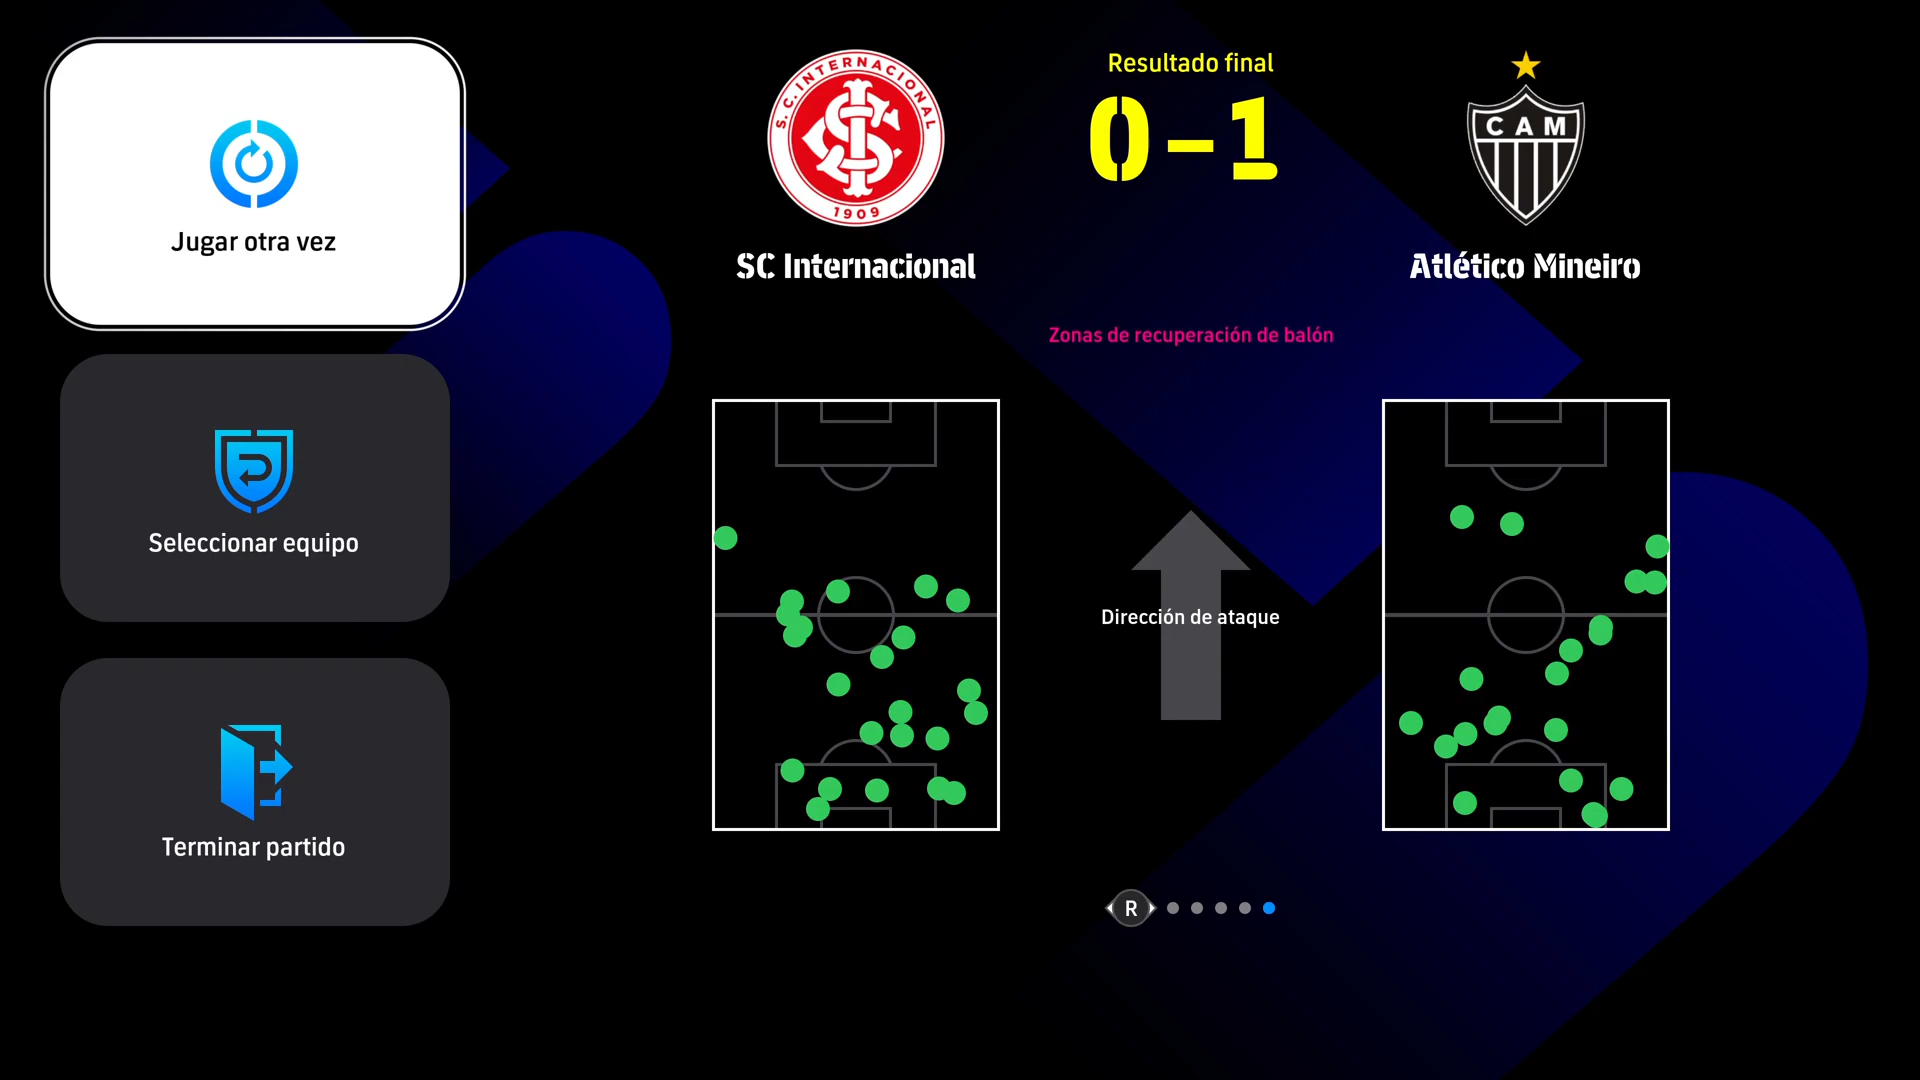 Jugar otra vez
Seleccionar equipo
Terminar partido
S. C. INTERNACIONAL
1909
SC Internacional
Resultado final
0-1
CAM
Atlético Mineiro
Zonas de recuperación de balón
Dirección de ataque
R